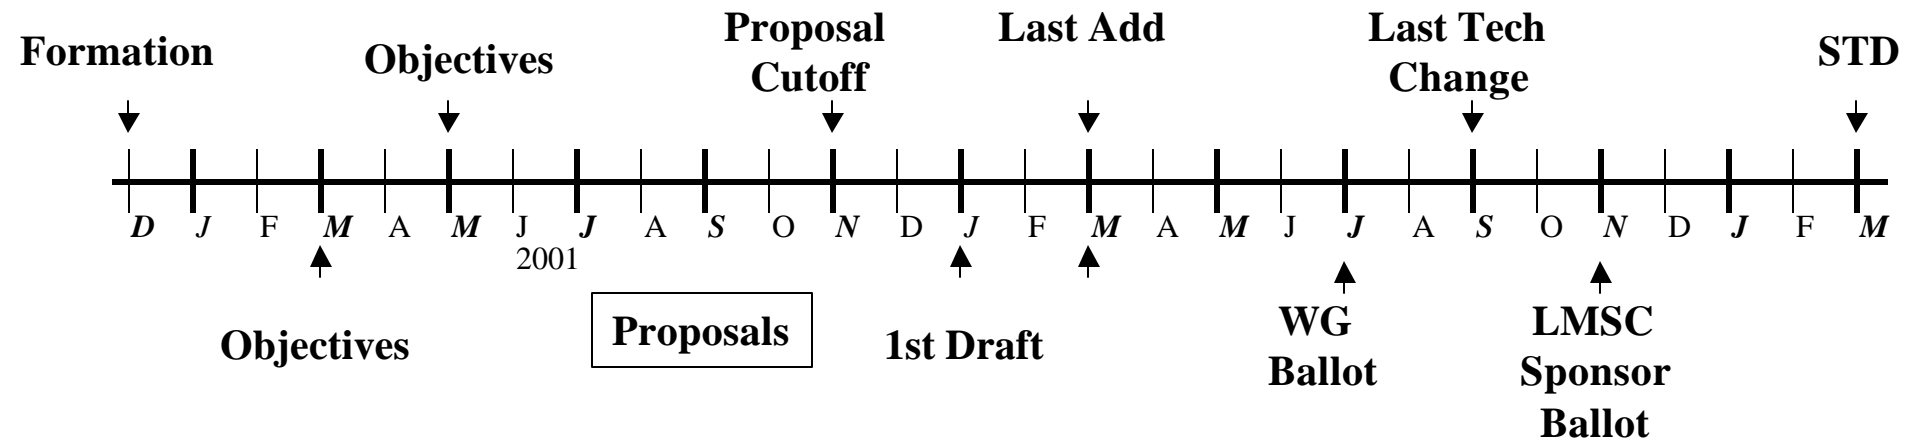 Formation
Objectives
Proposal
Cutoff
Last Add
Last Tech
Change
STD
D J F M A M J J A S O N D J F M A M J J A S O N D J F M
2001
Objectives
Proposals
1st Draft
WG
Ballot
LMSC
Sponsor
Ballot